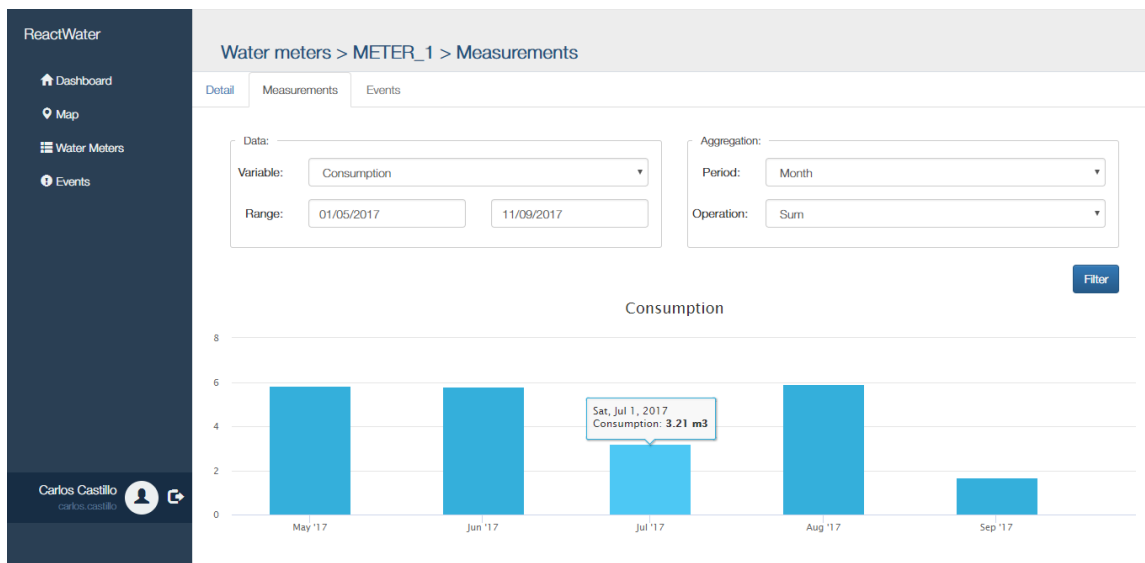 ReactWater
Dashboard
Map
Water Meters
Events
Carlos Castillo
carlos.castillo
Water meters > METER_1 > Measurements
Detail Measurements Events
Data:
Variable: Consumption
Range: 01/05/2017 11/09/2017
Aggregation:
Period: Month
Operation: Sum
Filter
Consumption
8
6
4
2
0
Sat, Jul 1, 2017
Consumption: 3.21 m3
May '17 Jun '17 Jul '17 Aug '17 Sep '17